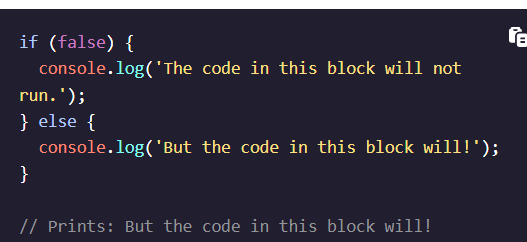 if (false) {
  console.log('The code in this block will not
run.');
} else {
  console.log('But the code in this block will!');
}
// Prints: But the code in this block will!